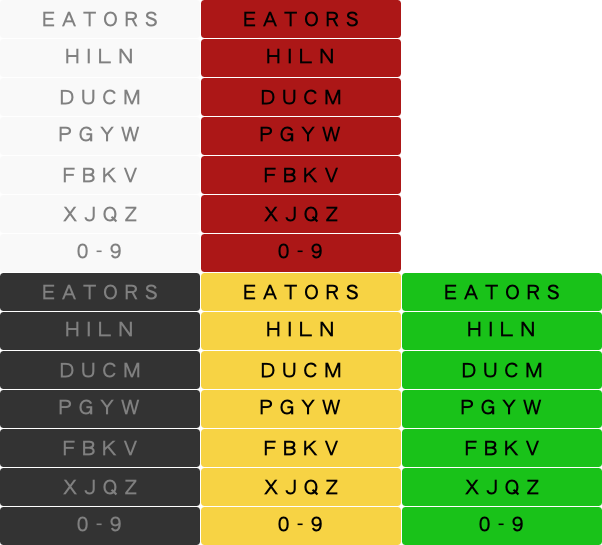 EATORS EATORS
HILN HILN
DUCM DUCM
PGYW PGYW
FBKV FBKV
XJQZ XJQZ
0-9 0-9
EATORS EATORS EATORS
HILN HILN HILN
DUCM DUCM DUCM
PGYW PGYW PGYW
FBKV FBKV FBKV
XJQZ XJQZ XJQZ
0-9 0-9 0-9